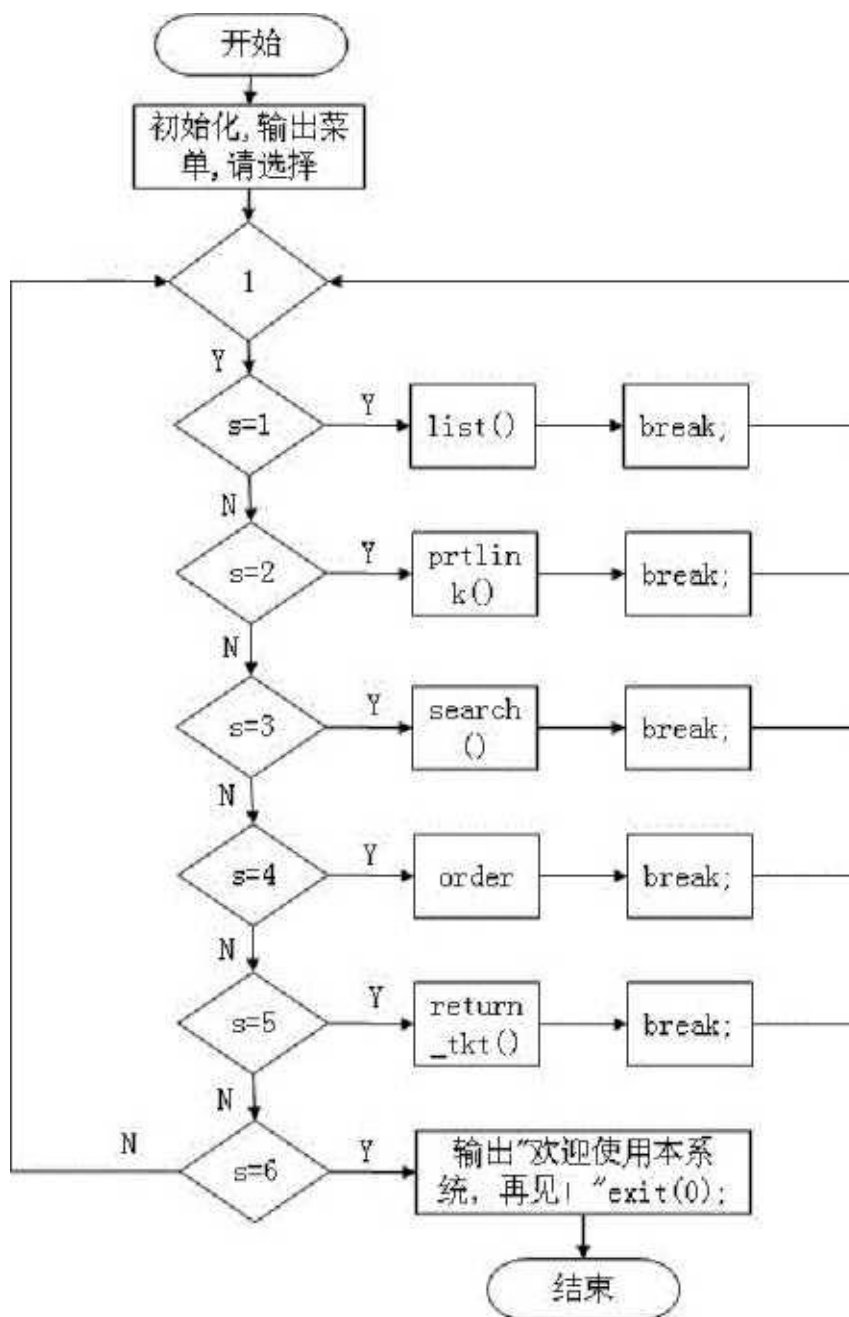 开始
初始化,输出菜
单,请选择
1
Y
s=1
Y
list()
break;
N
s=2
Y
prtlin
k()
break;
N
s=3
Y
search
()
break;
N
s=4
Y
order
break;
N
s=5
Y
return
_tkt()
break;
N
N
s=6
Y
输出"欢迎使用本系
统，再见! "exit(0);
结束